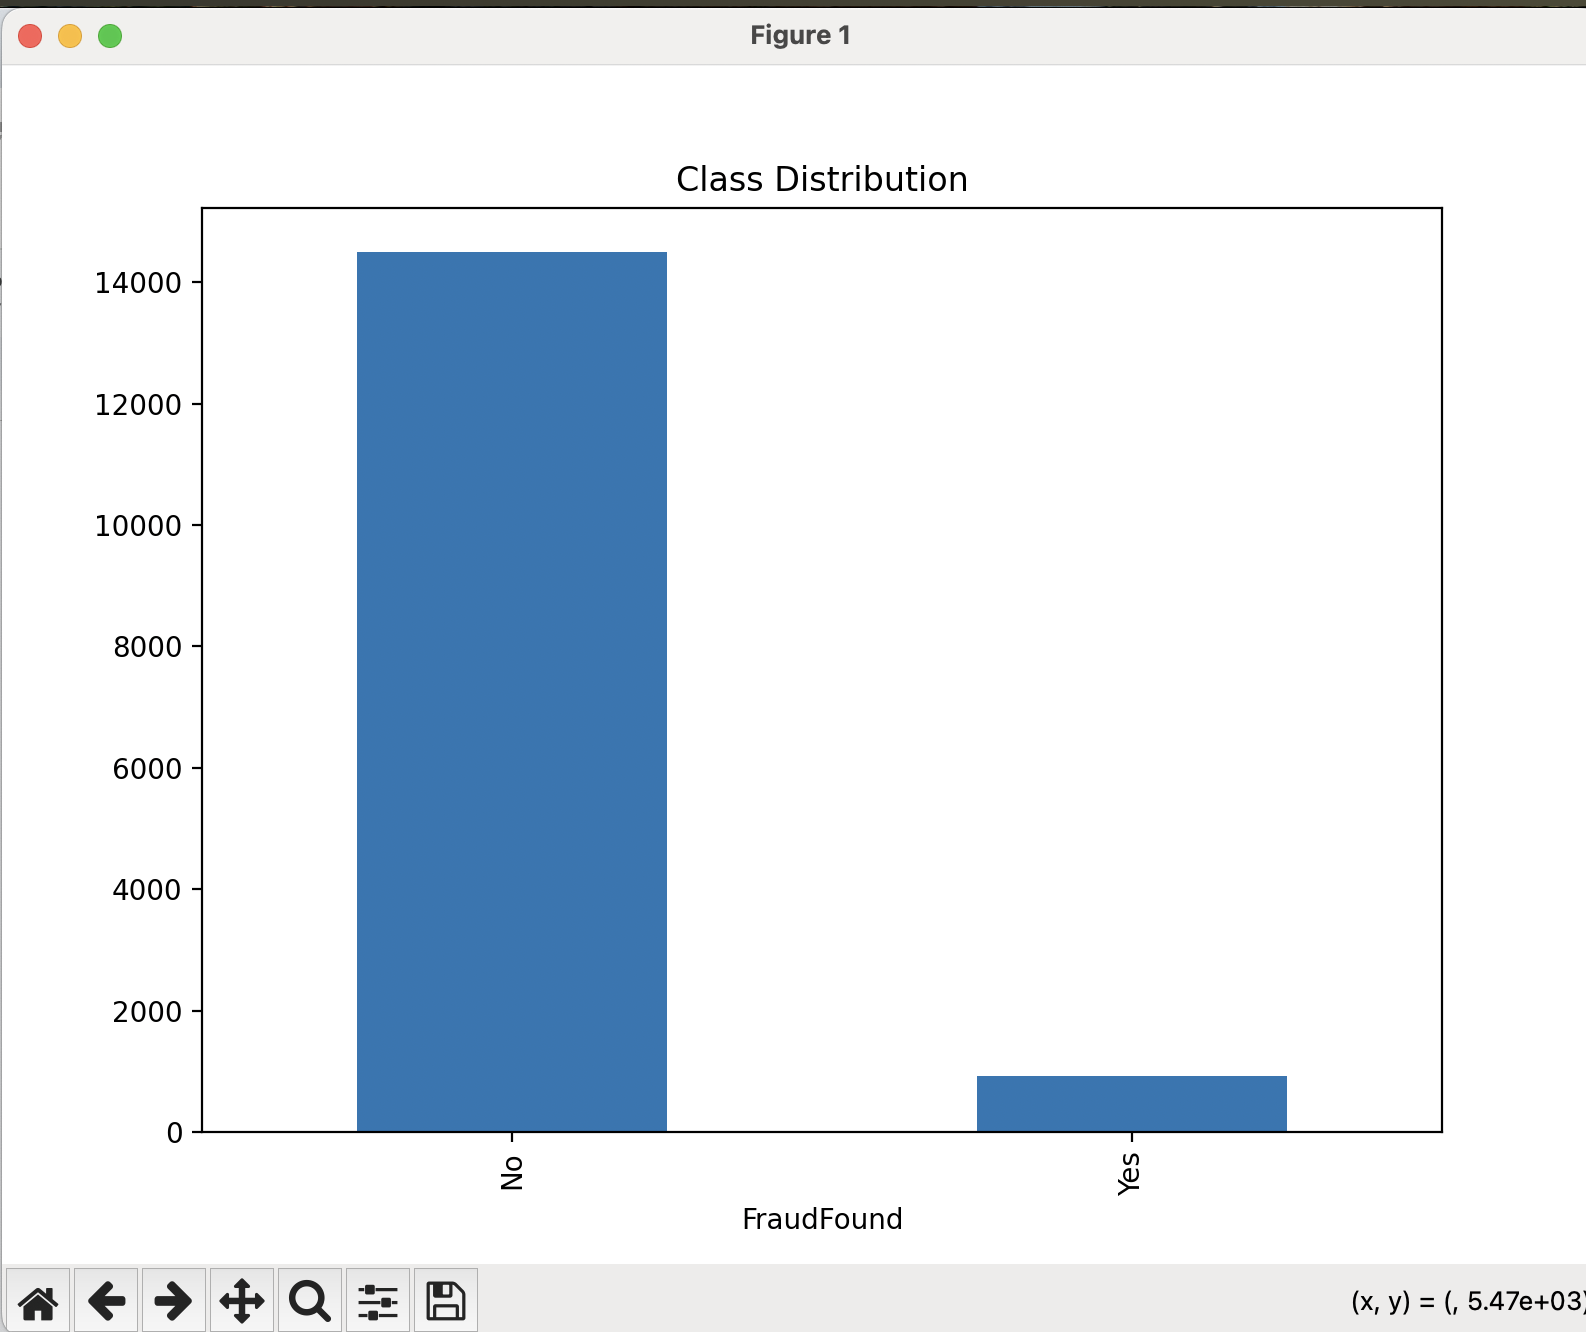 Figure 1
Class Distribution
14000
12000
10000
8000
6000
4000
2000
0
No
Yes
FraudFound
(x, y) = (, 5.47e+03)